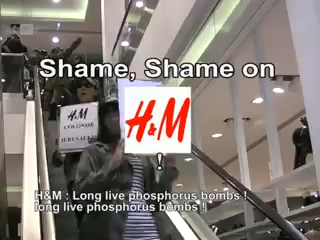 Shame, Shame on
H&M
!
H&M
COLONISE
JERUSALEM
H&M : Long live phosphorus bombs !
long live phosphorus bombs !